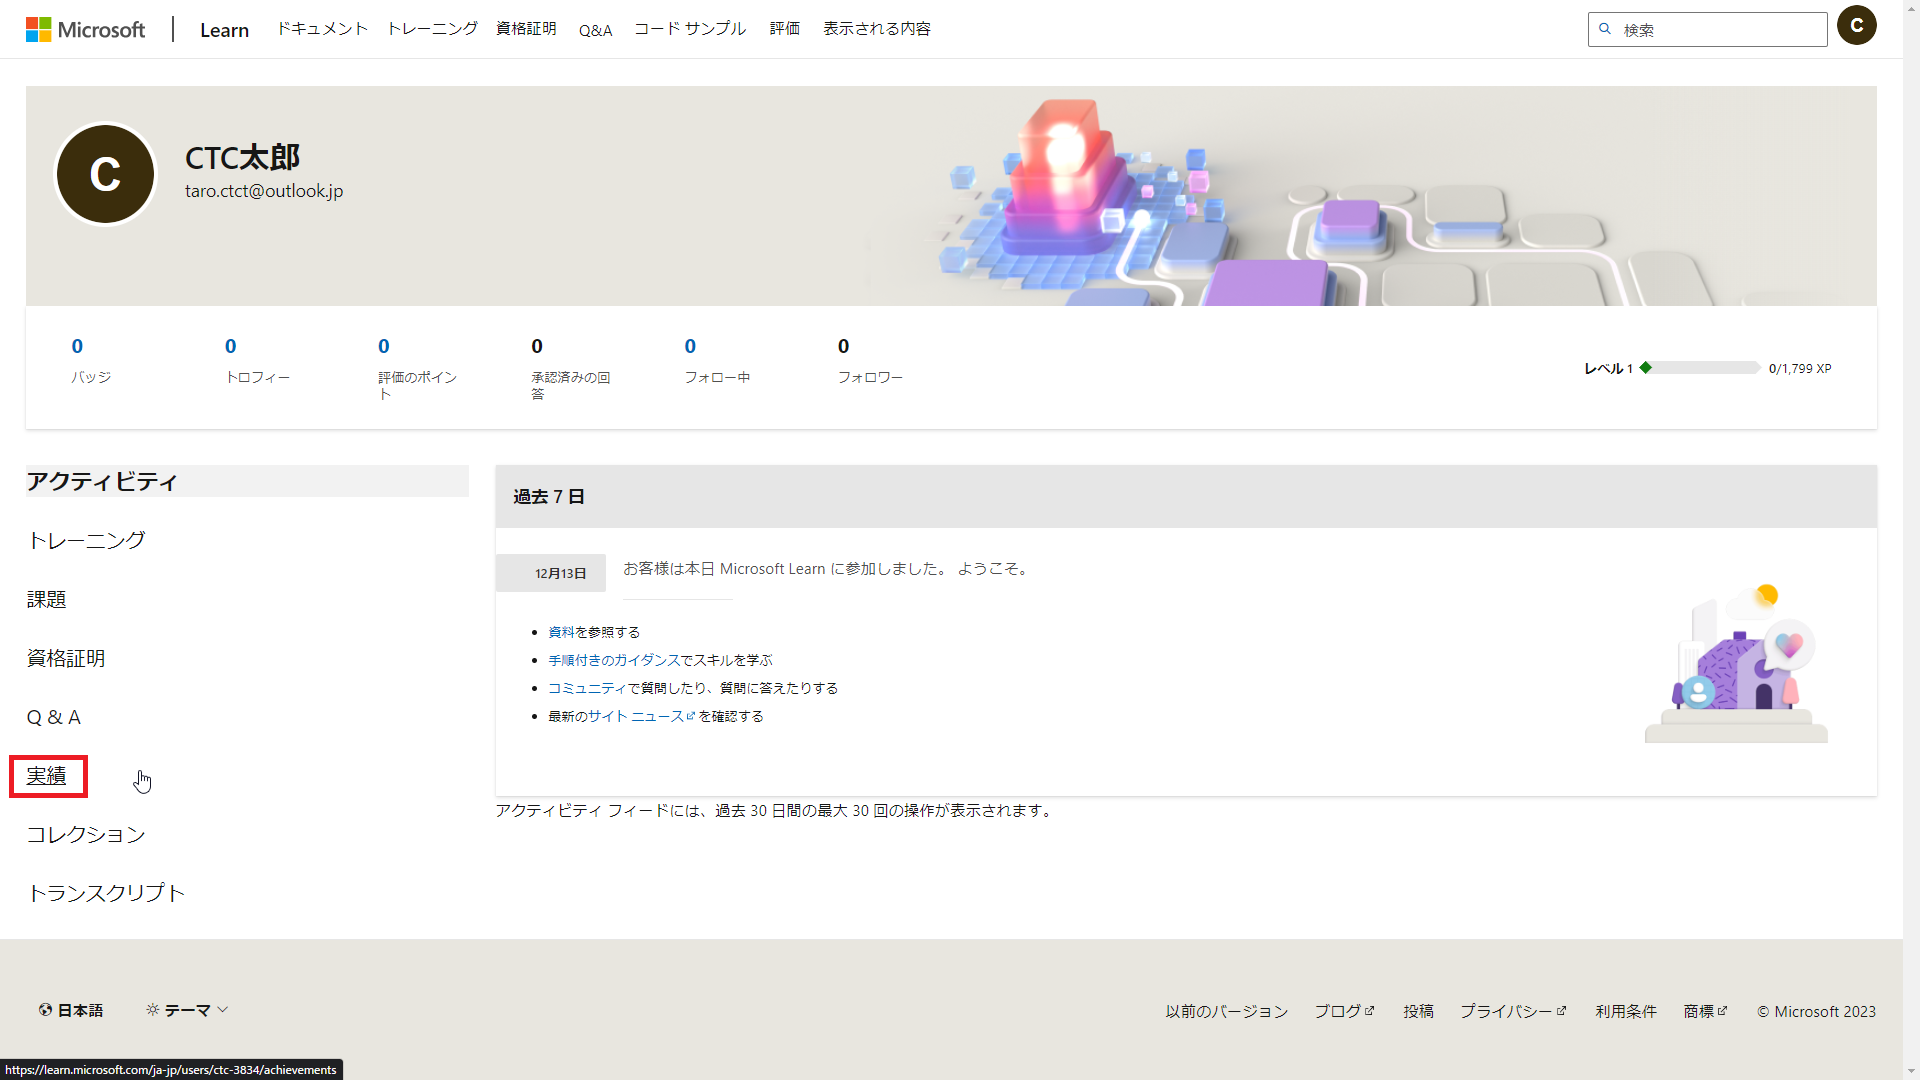 Microsoft | Learn ドキュメント トレーニング 資格証明 Q&A コード サンプル 評価 表示される内容 検索 C
C
CTC太郎
taro.ctct@outlook.jp
0 0 0 0 0 0
バッジ トロフィー 評価のポイン
ト 承認済みの回
答 フォロー中 フォロワー
レベル 1 0/1,799 XP
アクティビティ
トレーニング
課題
資格証明
Q & A
実績
コレクション
トランスクリプト
過去 7 日
12月13日 お客様は本日 Microsoft Learn に参加しました。 ようこそ。
• 資料を参照する
• 手順付きのガイダンスでスキルを学ぶ
• コミュニティで質問したり、質問に答えたりする
• 最新のサイト ニュースを確認する
アクティビティ フィードには、過去 30 日間の最大 30 回の操作が表示されます。
日本語 テーマ
以前のバージョン ブログ 投稿 プライバシー 利用条件 商標 © Microsoft 2023
https://learn.microsoft.com/ja-jp/users/ctc-3834/achievements